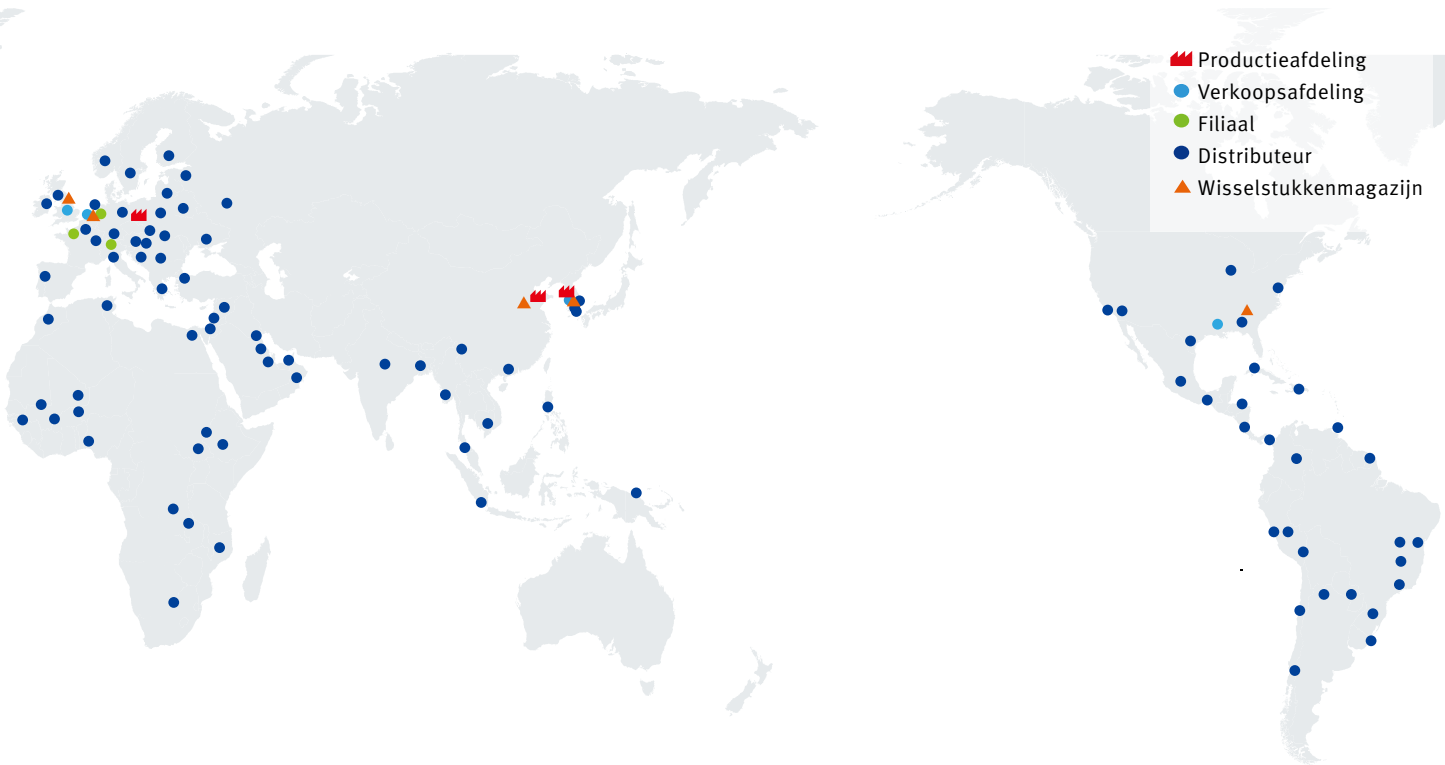 Productieafdeling
Verkoopsafdeling
Filiaal
Distributeur
Wisselstukkenmagazijn